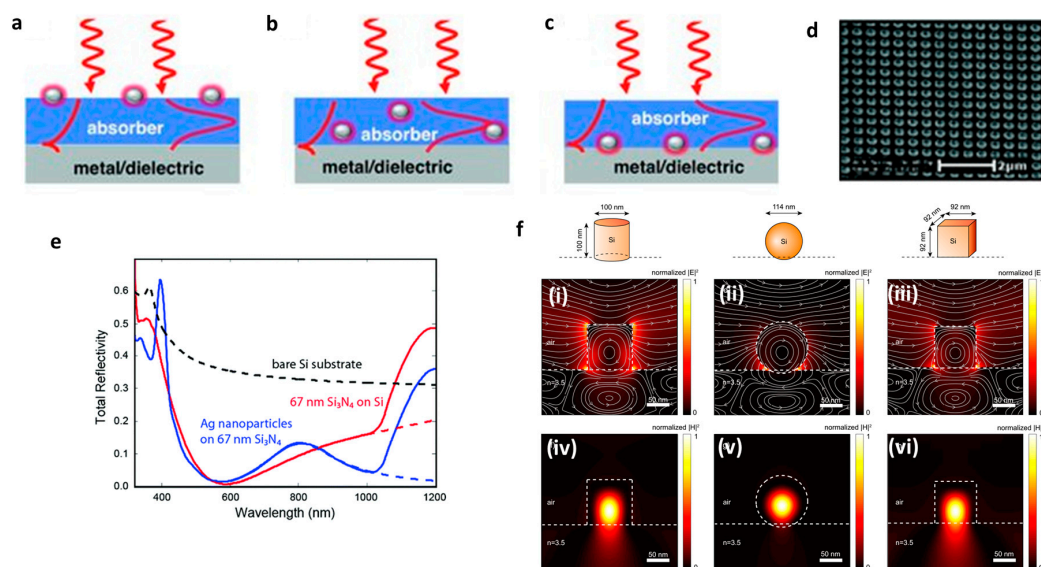 a
b
c
d
absorber
metal/dielectric
absorber
metal/dielectric
absorber
metal/dielectric
2μm
e
Total Reflectivity
0.6
0.5
0.4
0.3
0.2
0.1
0.0
bare Si substrate
67 nm Si₃N₄ on Si
Ag nanoparticles
on 67 nm Si₃N₄
400
600
800
1000
1200
Wavelength (nm)
f
100 nm
100 nm
Si
114 nm
Si
92 nm
92 nm
92 nm
Si
normalized |E|²
normalized |E|²
normalized |E|²
(i)
1
air
n=3.5
50 nm
0
(ii)
1
air
n=3.5
50 nm
0
(iii)
1
air
n=3.5
50 nm
0
normalized |H|²
normalized |H|²
normalized |H|
(iv)
1
air
n=3.5
50 nm
0
(v)
1
air
n=3.5
50 nm
0
(vi)
1
air
n=3.5
50 nm
0